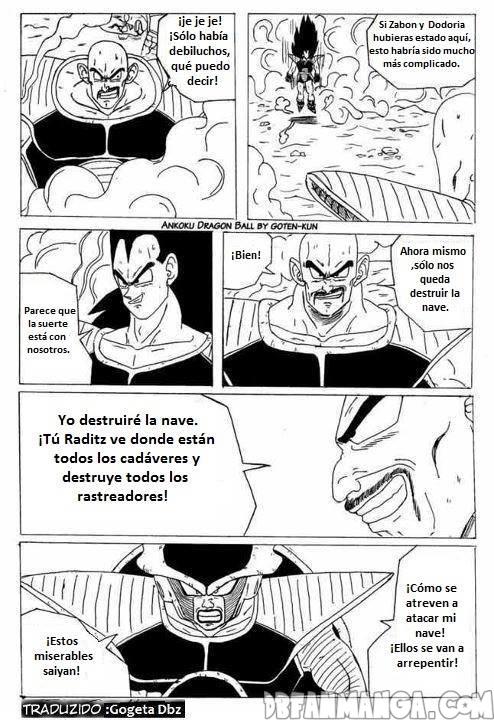 ¡je je je!
¡Sólo había
debiluchos,
qué puedo
decir!
Si Zabon y Dodoria
hubieras estado aquí,
esto habría sido mucho
más complicado.
ANKOKU DRAGON BALL BY GOTEN-KUN
Parece que
la suerte
está con
nosotros.
¡Bien!
Ahora mismo
,sólo nos
queda
destruir la
nave.
Yo destruiré la nave.
¡Tú Raditz ve donde están
todos los cadáveres y
destruye todos los
rastreadores!
¡Estos
miserables
saiyan!
¡Cómo se
atreven a
atacar mi
nave!
¡Ellos se van a
arrepentir!
TRADUZIDO :Gogeta Dbz
DBFANMANGA.COM